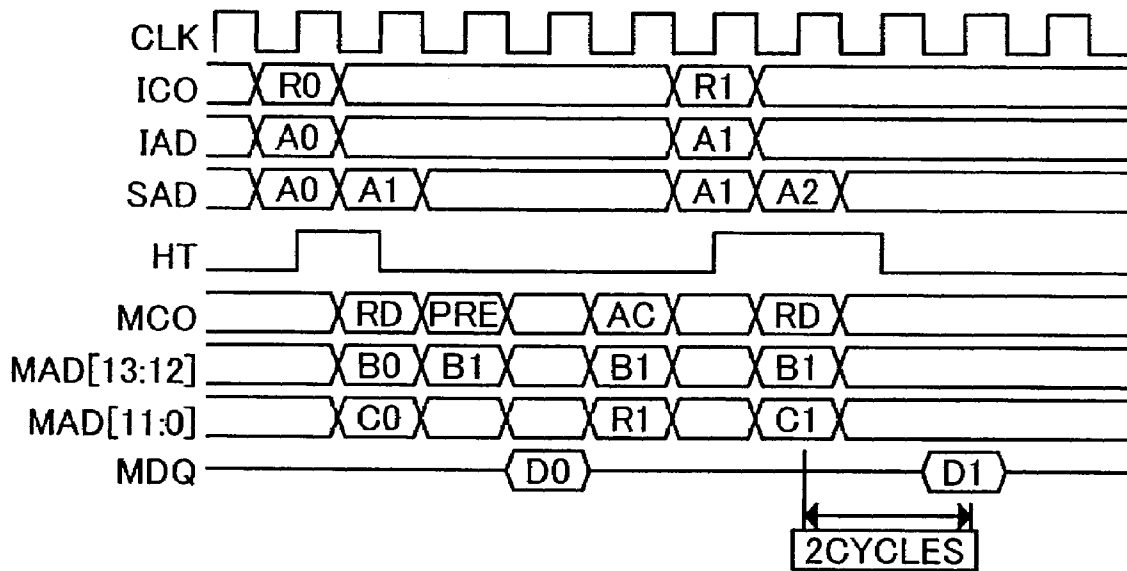 CLK
ICO R0 R1
IAD A0 A1
SAD A0 A1 A1 A2
HT
MCO RD PRE AC RD
MAD[13:12] B0 B1 B1 B1
MAD[11:0] C0 R1 C1
MDQ D0 D1
2CYCLES